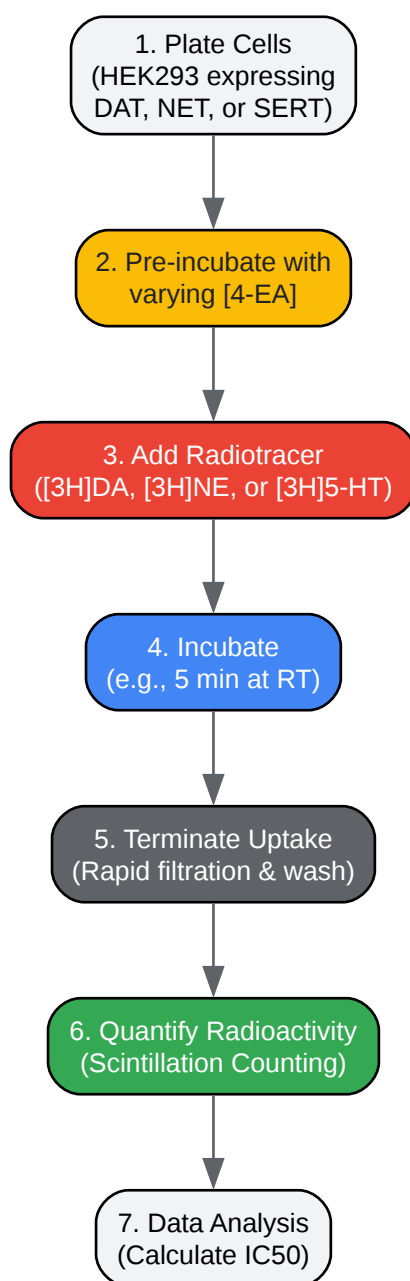 1. Plate Cells
(HEK293 expressing
DAT, NET, or SERT)
2. Pre-incubate with
varying [4-EA]
3. Add Radiotracer
([3H]DA, [3H]NE, or [3H]5-HT)
4. Incubate
(e.g., 5 min at RT)
5. Terminate Uptake
(Rapid filtration & wash)
6. Quantify Radioactivity
(Scintillation Counting)
7. Data Analysis
(Calculate IC50)